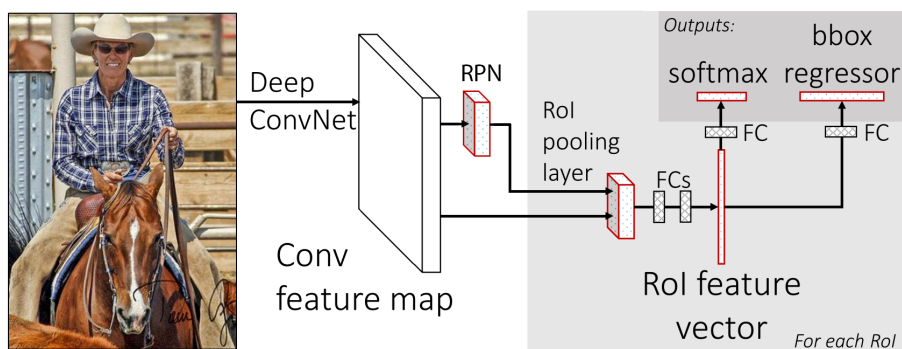 Deep
ConvNet
Conv
feature map
RPN
RoI
pooling
layer
FCs
RoI feature
vector
Outputs:
softmax
bbox
regressor
FC
FC
For each RoI